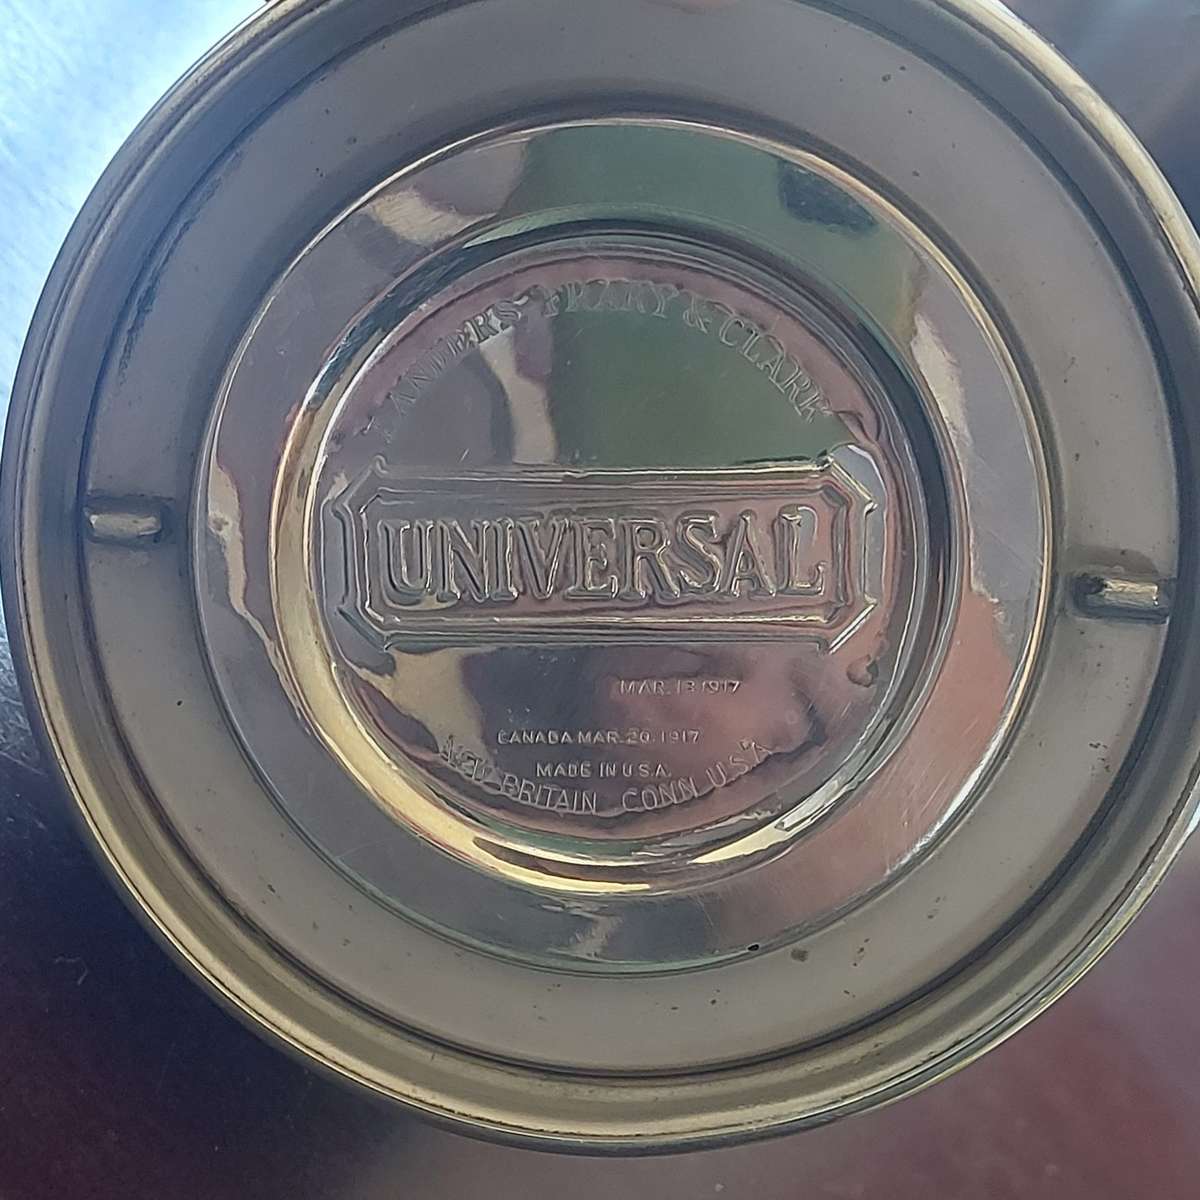 LANDERS FRARY & CLARK
UNIVERSAL
MAR. 13 1917
CANADA MAR. 20. 1917
MADE IN U.S.A.
NEW BRITAIN CONN U.S.A.